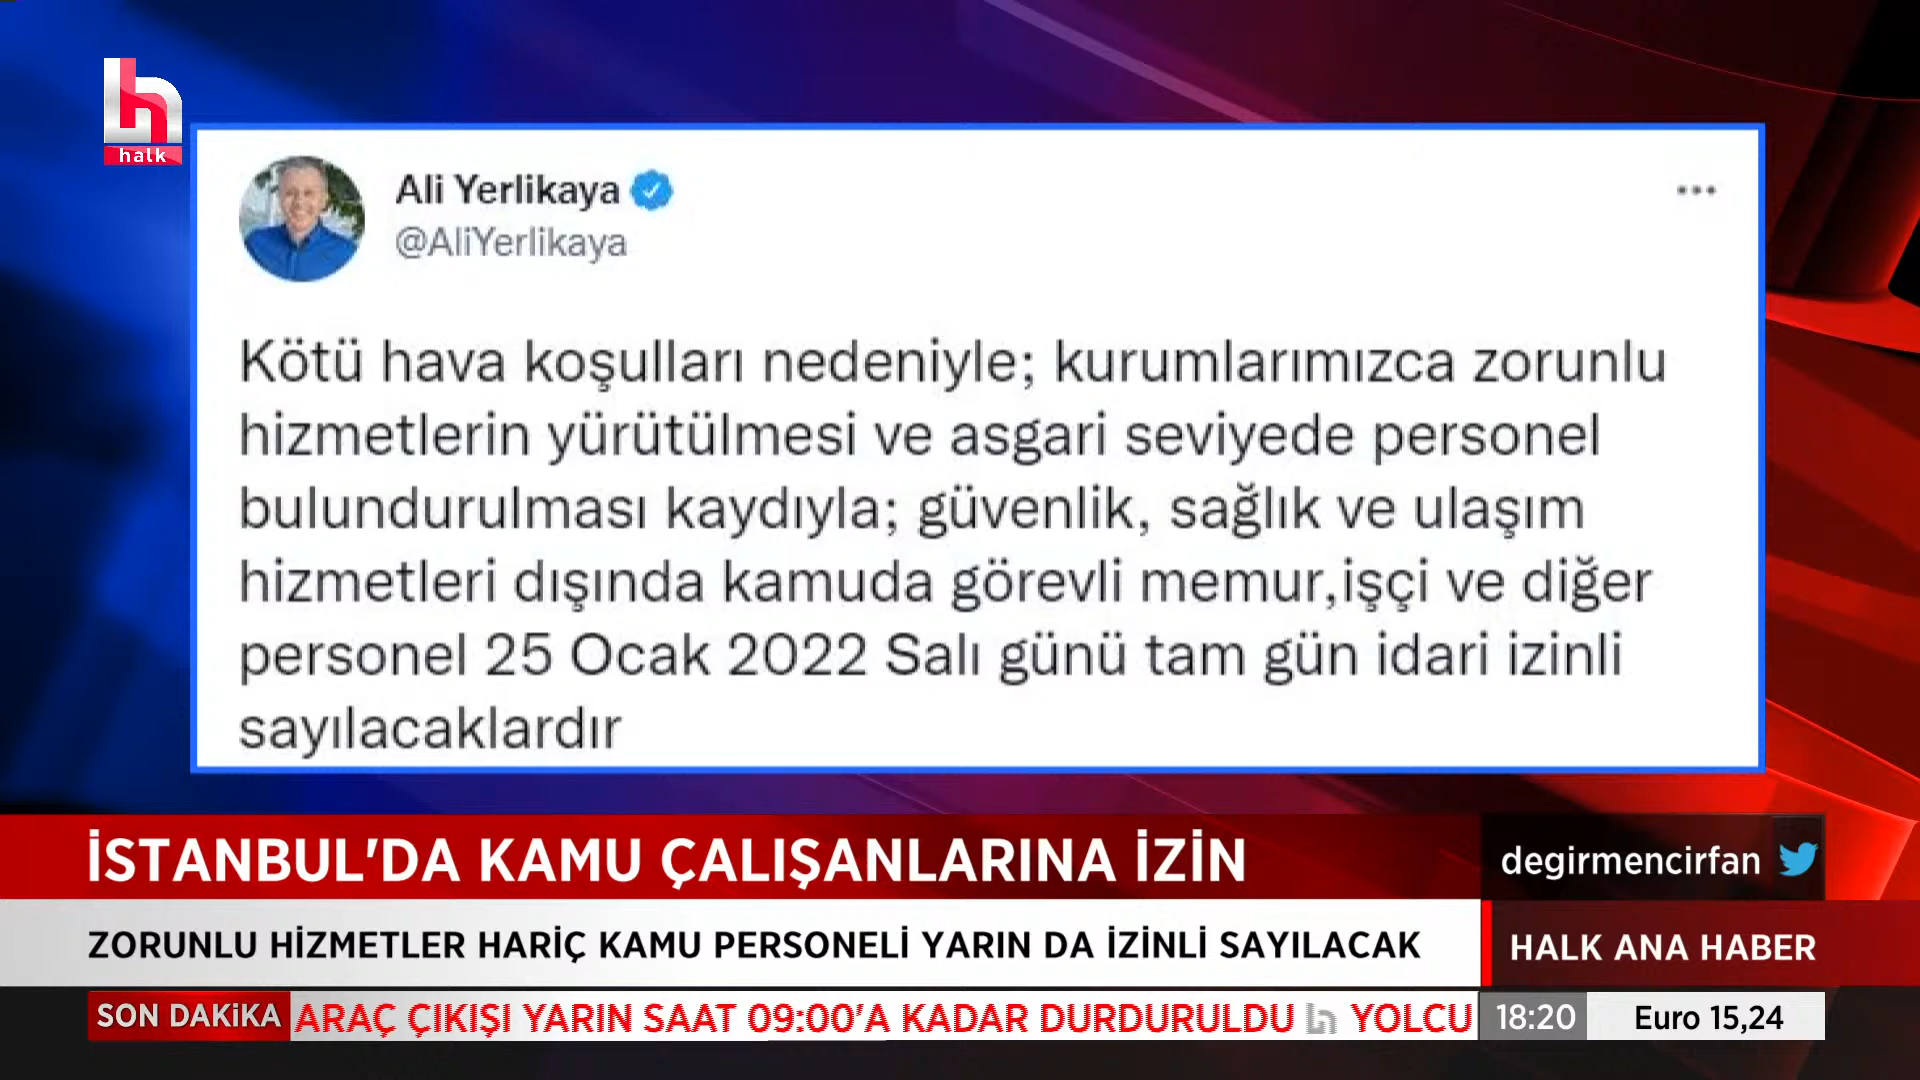 halk
Ali Yerlikaya
@AliYerlikaya
Kötü hava koşulları nedeniyle; kurumlarımızca zorunlu
hizmetlerin yürütülmesi ve asgari seviyede personel
bulundurulması kaydıyla; güvenlik, sağlık ve ulaşım
hizmetleri dışında kamuda görevli memur,işçi ve diğer
personel 25 Ocak 2022 Salı günü tam gün idari izinli
sayılacaklardır
İSTANBUL'DA KAMU ÇALIŞANLARINA İZİN
degirmencirfan
ZORUNLU HİZMETLER HARİÇ KAMU PERSONELİ YARIN DA İZİNLİ SAYILACAK
HALK ANA HABER
SON DAKİKA ARAÇ ÇIKIŞI YARIN SAAT 09:00'A KADAR DURDURULDU h YOLCU
18:20
Euro 15,24